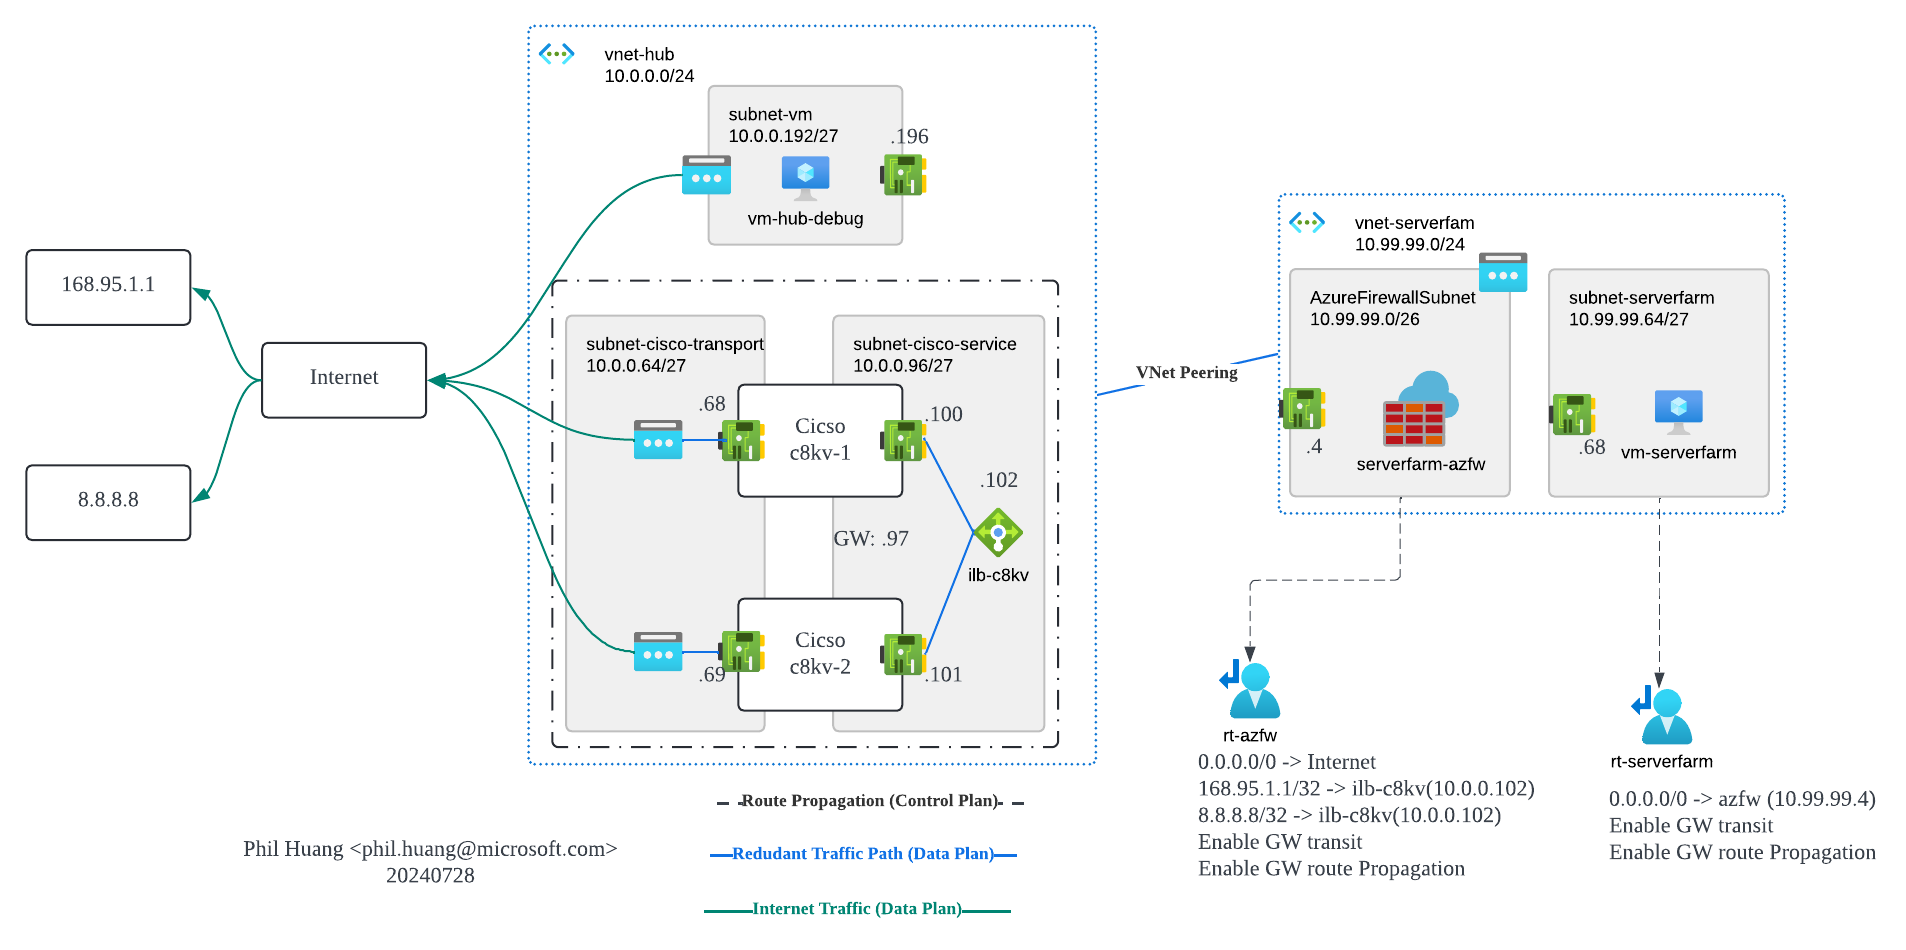 vnet-hub
10.0.0.0/24
subnet-vm
10.0.0.192/27
.196
vm-hub-debug
168.95.1.1
Internet
8.8.8.8
subnet-cisco-transport
10.0.0.64/27
subnet-cisco-service
10.0.0.96/27
.68
Cicso
c8kv-1
.100
.102
GW: .97
ilb-c8kv
Cicso
c8kv-2
.69
.101
VNet Peering
vnet-serverfam
10.99.99.0/24
AzureFirewallSubnet
10.99.99.0/26
.4
serverfarm-azfw
subnet-serverfarm
10.99.99.64/27
.68
vm-serverfarm
rt-azfw
0.0.0.0/0 -> Internet
168.95.1.1/32 -> ilb-c8kv(10.0.0.102)
8.8.8.8/32 -> ilb-c8kv(10.0.0.102)
Enable GW transit
Enable GW route Propagation
rt-serverfarm
0.0.0.0/0 -> azfw (10.99.99.4)
Enable GW transit
Enable GW route Propagation
Route Propagation (Control Plan)
Redudant Traffic Path (Data Plan)
Internet Traffic (Data Plan)
Phil Huang <phil.huang@microsoft.com>
20240728